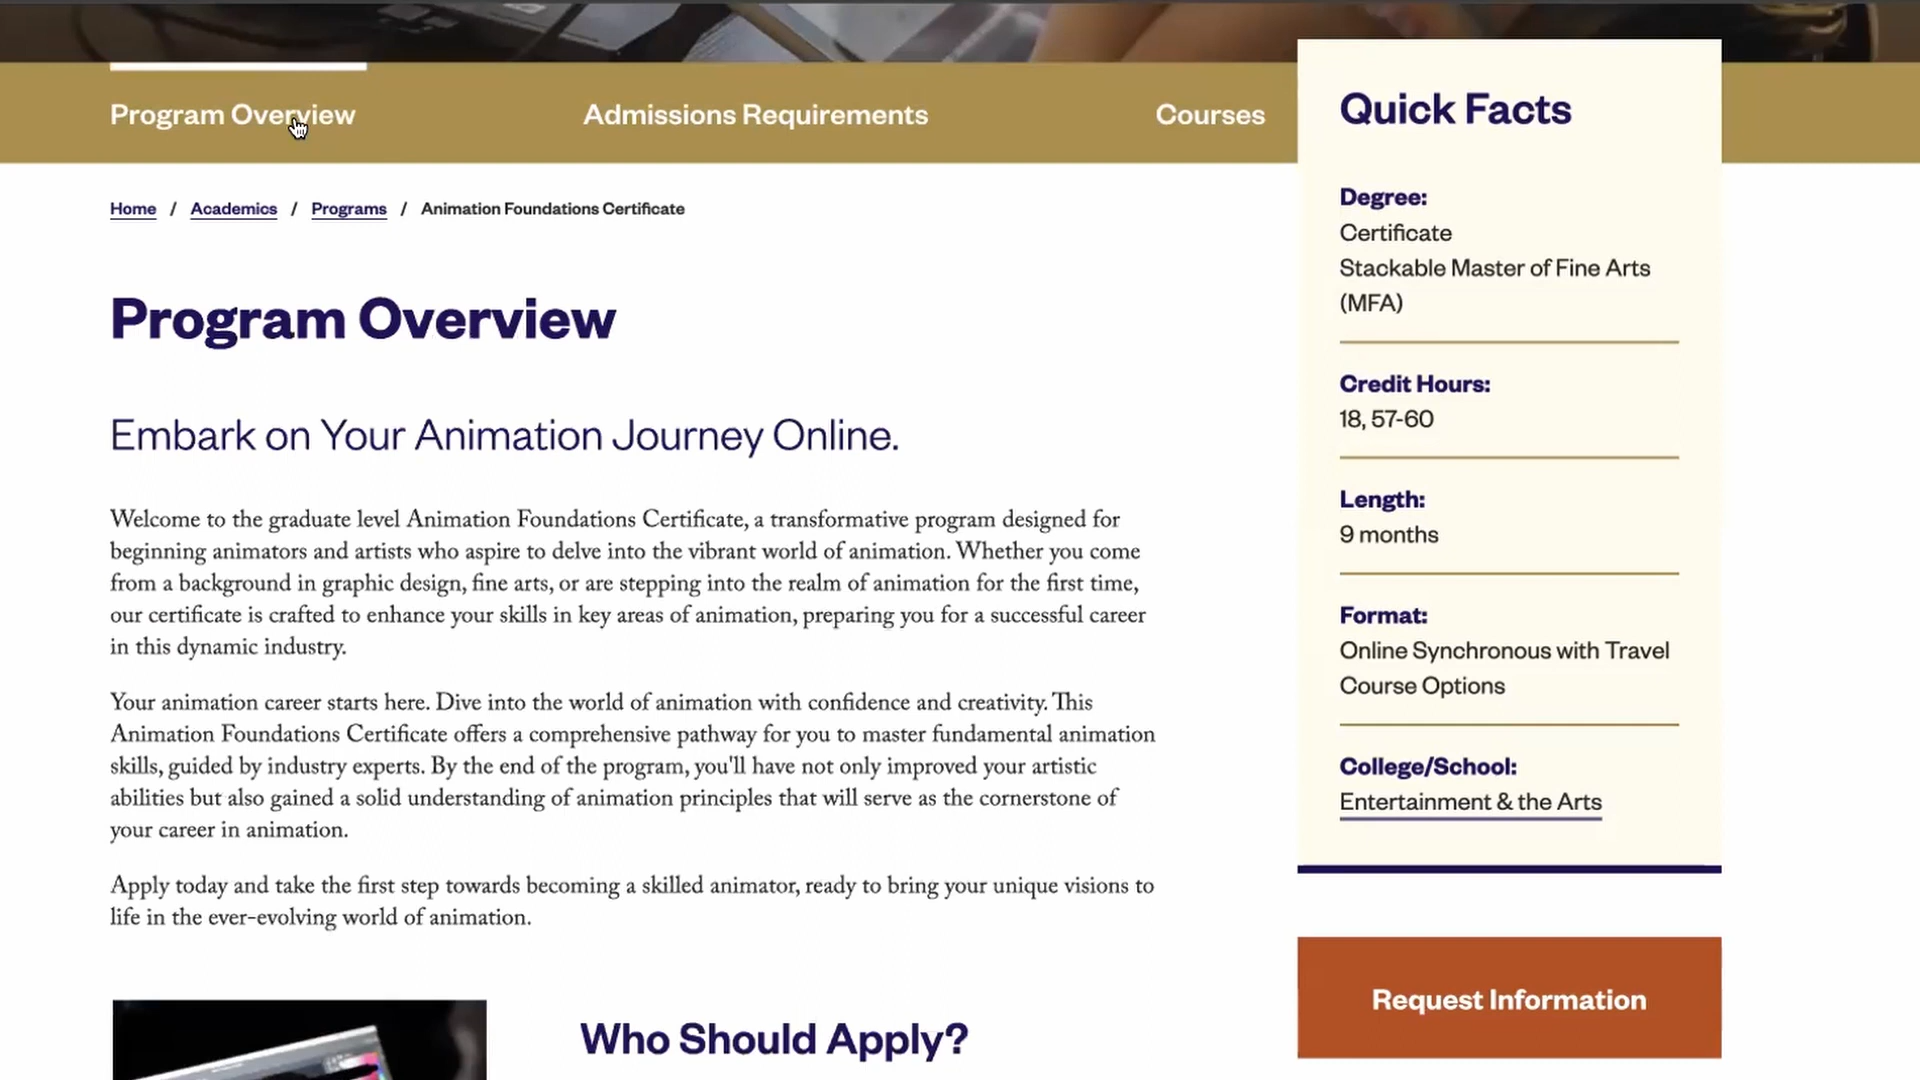 Program Overview
Admissions Requirements
Courses
Home / Academics / Programs / Animation Foundations Certificate
Program Overview
Embark on Your Animation Journey Online.
Welcome to the graduate level Animation Foundations Certificate, a transformative program designed for
beginning animators and artists who aspire to delve into the vibrant world of animation. Whether you come
from a background in graphic design, fine arts, or are stepping into the realm of animation for the first time,
our certificate is crafted to enhance your skills in key areas of animation, preparing you for a successful career
in this dynamic industry.
Your animation career starts here. Dive into the world of animation with confidence and creativity. This
Animation Foundations Certificate offers a comprehensive pathway for you to master fundamental animation
skills, guided by industry experts. By the end of the program, you'll have not only improved your artistic
abilities but also gained a solid understanding of animation principles that will serve as the cornerstone of
your career in animation.
Apply today and take the first step towards becoming a skilled animator, ready to bring your unique visions to
life in the ever-evolving world of animation.
Who Should Apply?
Quick Facts
Degree:
Certificate
Stackable Master of Fine Arts
(MFA)
Credit Hours:
18, 57-60
Length:
9 months
Format:
Online Synchronous with Travel
Course Options
College/School:
Entertainment & the Arts
Request Information